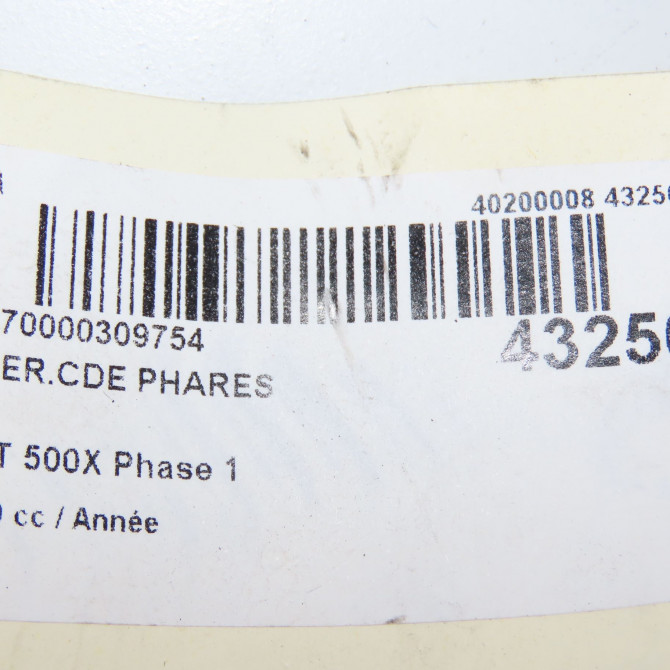 40200008 4325
70000309754
4325
ER.CDE PHARES
T 500X Phase 1
cc / Année